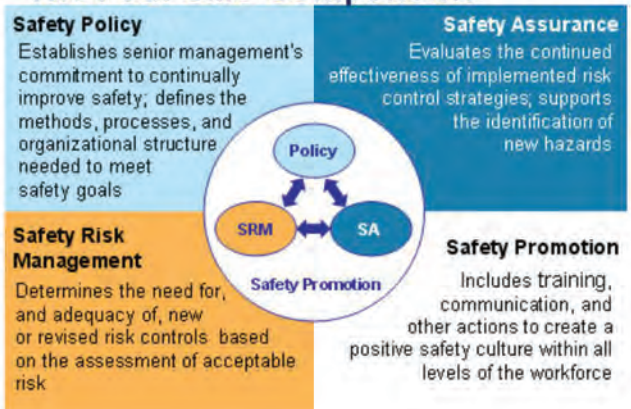 Safety Policy
Establishes senior management's
commitment to continually
improve safety; defines the
methods, processes, and
organizational structure
needed to meet
safety goals
Safety Assurance
Evaluates the continued
effectiveness of implemented risk
control strategies; supports
the identification of
new hazards
Policy
SRM
SA
Safety Promotion
Safety Risk
Management
Determines the need for,
and adequacy of, new
or revised risk controls based
on the assessment of acceptable
risk
Safety Promotion
Includes training,
communication, and
other actions to create a
positive safety culture within all
levels of the workforce